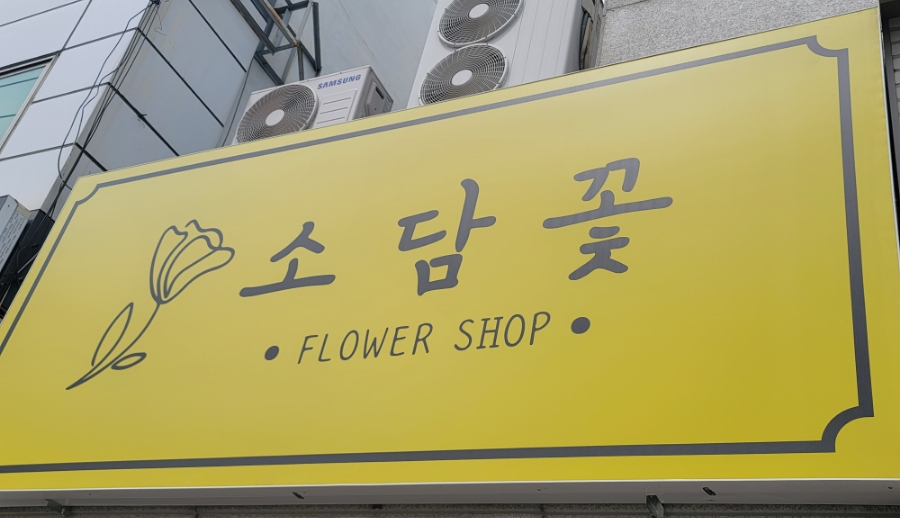 SAMSUNG
소담꽃
• FLOWER SHOP •